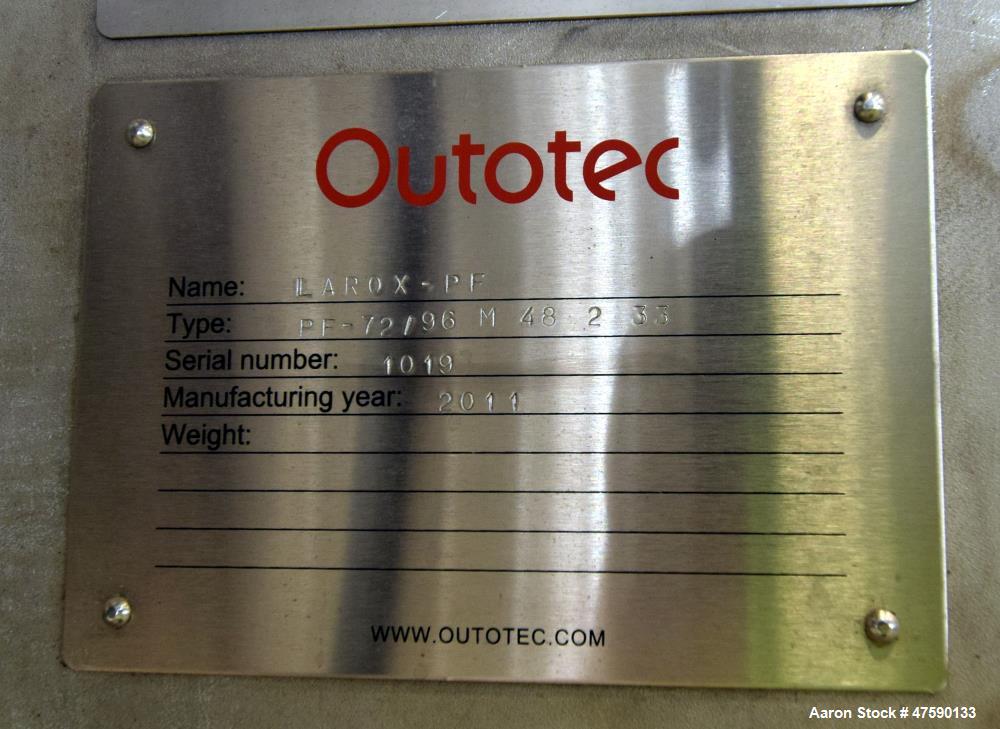 Outotec
Name: LAROX-PF
Type: PF-72/96 M 48 2 33
Serial number: 1019
Manufacturing year: 2011
Weight:
WWW.OUTOTEC.COM
Aaron Stock # 47590133